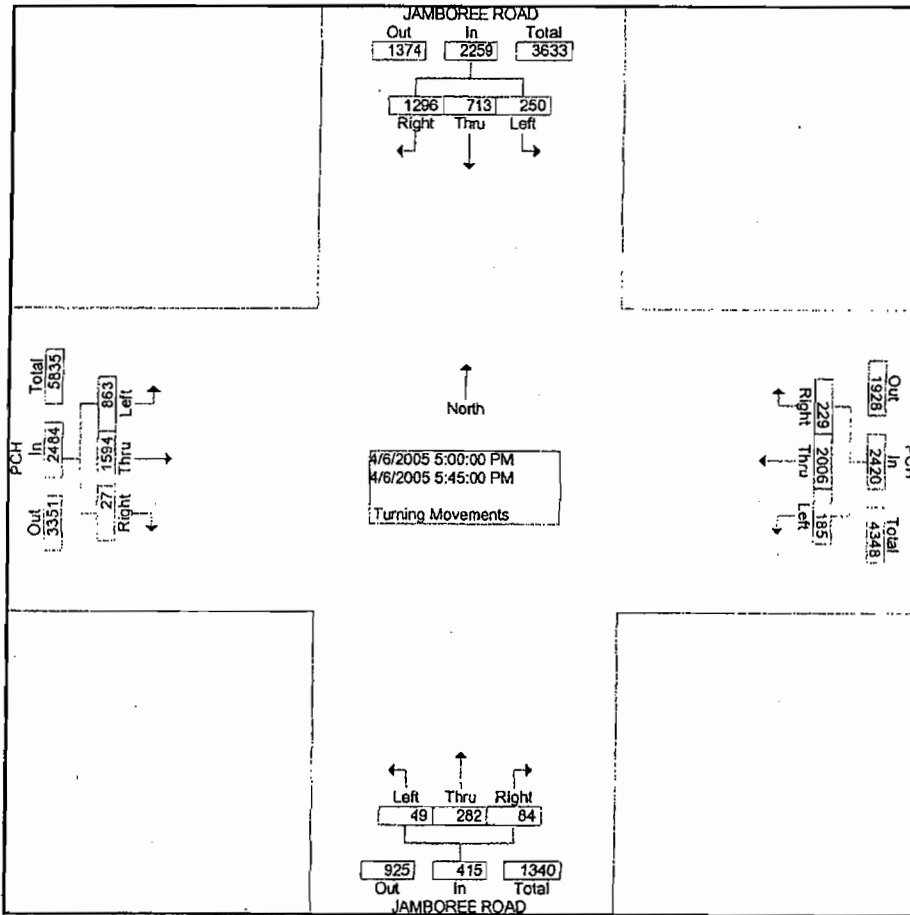 JAMBOREE ROAD
Out In Total
1374 2259 3633
1296 713 250
Right Thru Left
PCH
Total In Out
5835 2484 3351
863 1594 27
Left Thru Right
North
4/6/2005 5:00:00 PM
4/6/2005 5:45:00 PM
Turning Movements
Right Thru Left
229 2006 185
1928 2420 4348
Out In Total
PCH
Left Thru Right
49 282 84
925 415 1340
Out In Total
JAMBOREE ROAD